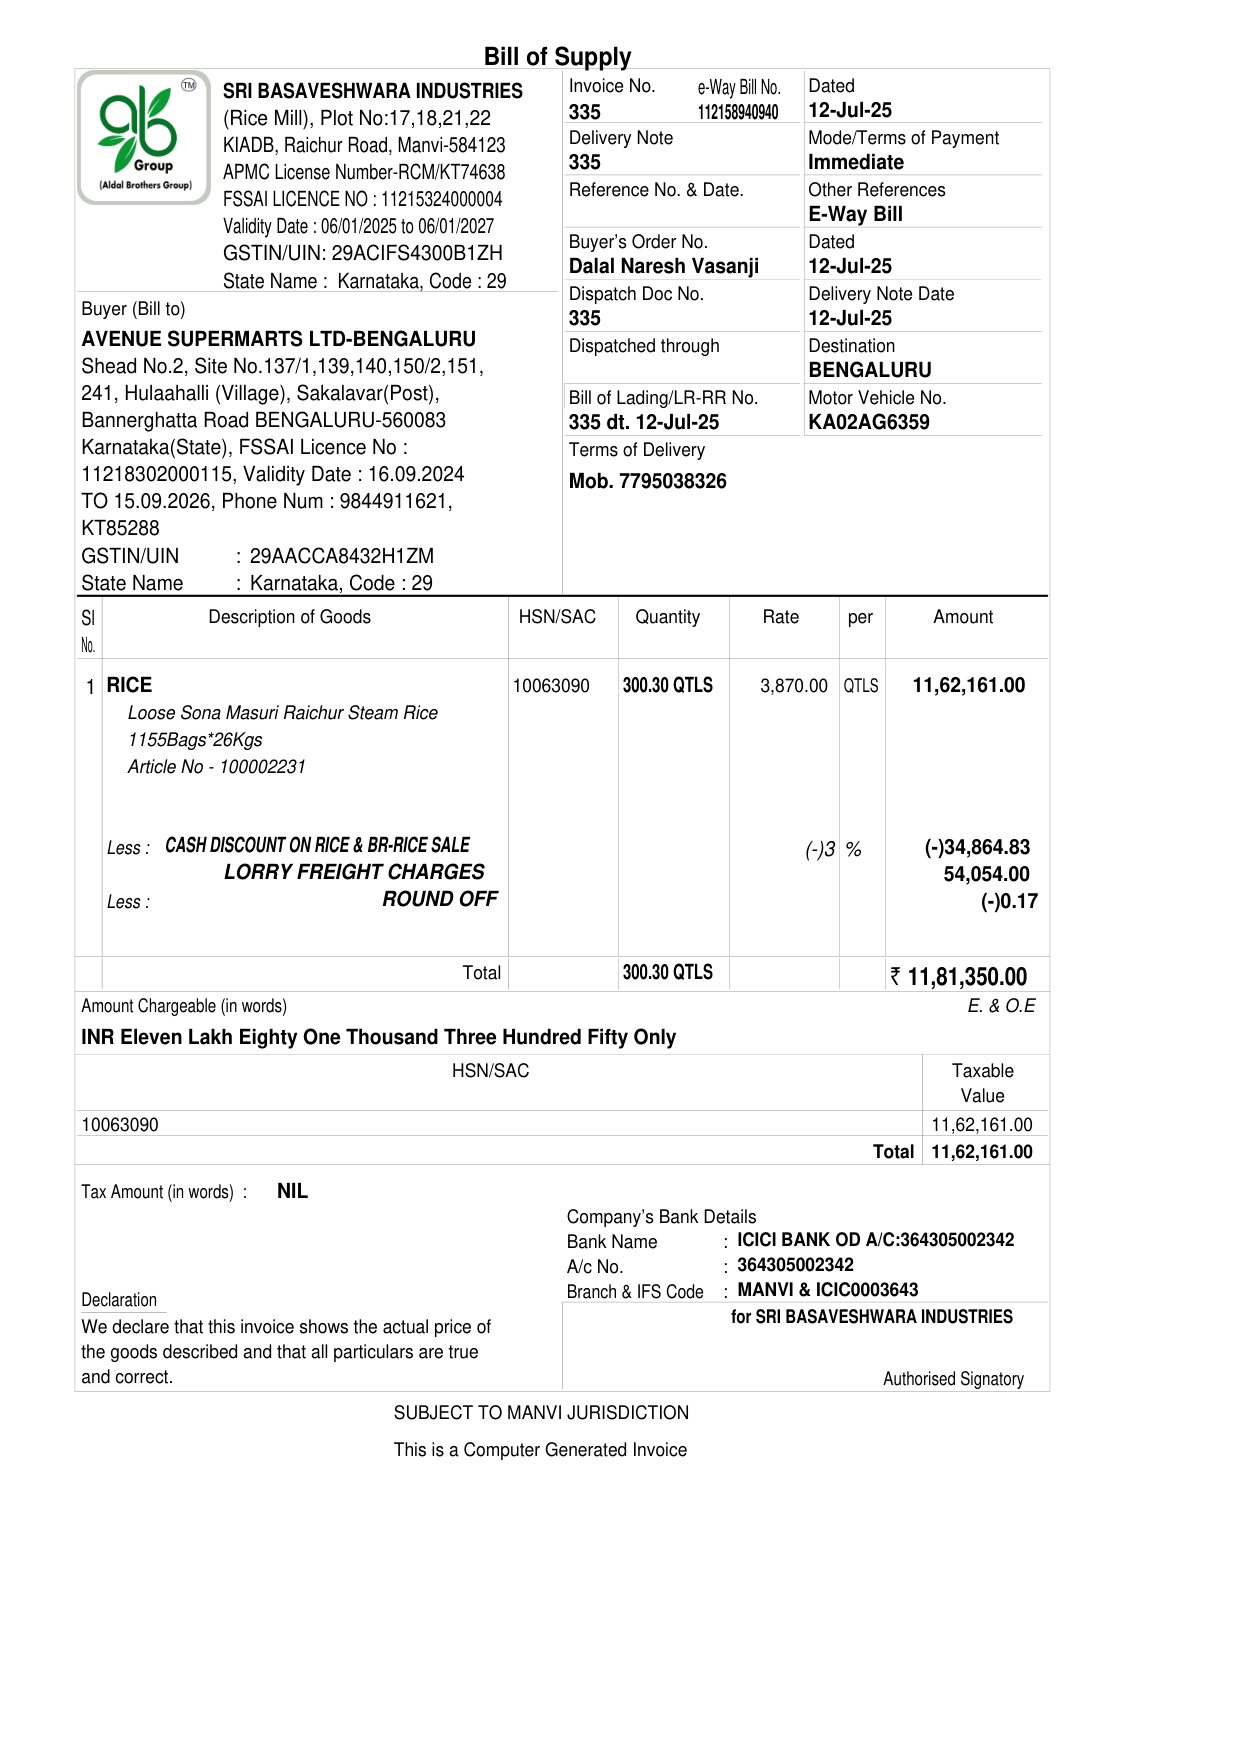 Bill of Supply
TM
Group
(Aldal Brothers Group)
SRI BASAVESHWARA INDUSTRIES
(Rice Mill), Plot No:17,18,21,22
KIADB, Raichur Road, Manvi-584123
APMC License Number-RCM/KT74638
FSSAI LICENCE NO : 11215324000004
Validity Date : 06/01/2025 to 06/01/2027
GSTIN/UIN: 29ACIFS4300B1ZH
State Name : Karnataka, Code : 29
Invoice No. e-Way Bill No. Dated
335 112158940940 12-Jul-25
Delivery Note Mode/Terms of Payment
335 Immediate
Reference No. & Date. Other References
E-Way Bill
Buyer's Order No. Dated
Dalal Naresh Vasanji 12-Jul-25
Dispatch Doc No. Delivery Note Date
335 12-Jul-25
Dispatched through Destination
BENGALURU
Bill of Lading/LR-RR No. Motor Vehicle No.
335 dt. 12-Jul-25 KA02AG6359
Terms of Delivery
Mob. 7795038326
Buyer (Bill to)
AVENUE SUPERMARTS LTD-BENGALURU
Shead No.2, Site No.137/1,139,140,150/2,151,
241, Hulaahalli (Village), Sakalavar(Post),
Bannerghatta Road BENGALURU-560083
Karnataka(State), FSSAI Licence No :
11218302000115, Validity Date : 16.09.2024
TO 15.09.2026, Phone Num : 9844911621,
KT85288
GSTIN/UIN : 29AACCA8432H1ZM
State Name : Karnataka, Code : 29
Sl No. Description of Goods HSN/SAC Quantity Rate per Amount
1 RICE 10063090 300.30 QTLS 3,870.00 QTLS 11,62,161.00
Loose Sona Masuri Raichur Steam Rice
1155Bags*26Kgs
Article No - 100002231
Less : CASH DISCOUNT ON RICE & BR-RICE SALE (-)3 % (-)34,864.83
LORRY FREIGHT CHARGES 54,054.00
Less : ROUND OFF (-)0.17
Total 300.30 QTLS ₹ 11,81,350.00
Amount Chargeable (in words) E. & O.E
INR Eleven Lakh Eighty One Thousand Three Hundred Fifty Only
HSN/SAC Taxable
Value
10063090 11,62,161.00
Total 11,62,161.00
Tax Amount (in words) : NIL
Company's Bank Details
Bank Name : ICICI BANK OD A/C:364305002342
A/c No. : 364305002342
Branch & IFS Code : MANVI & ICIC0003643
Declaration
We declare that this invoice shows the actual price of
the goods described and that all particulars are true
and correct.
for SRI BASAVESHWARA INDUSTRIES
Authorised Signatory
SUBJECT TO MANVI JURISDICTION
This is a Computer Generated Invoice